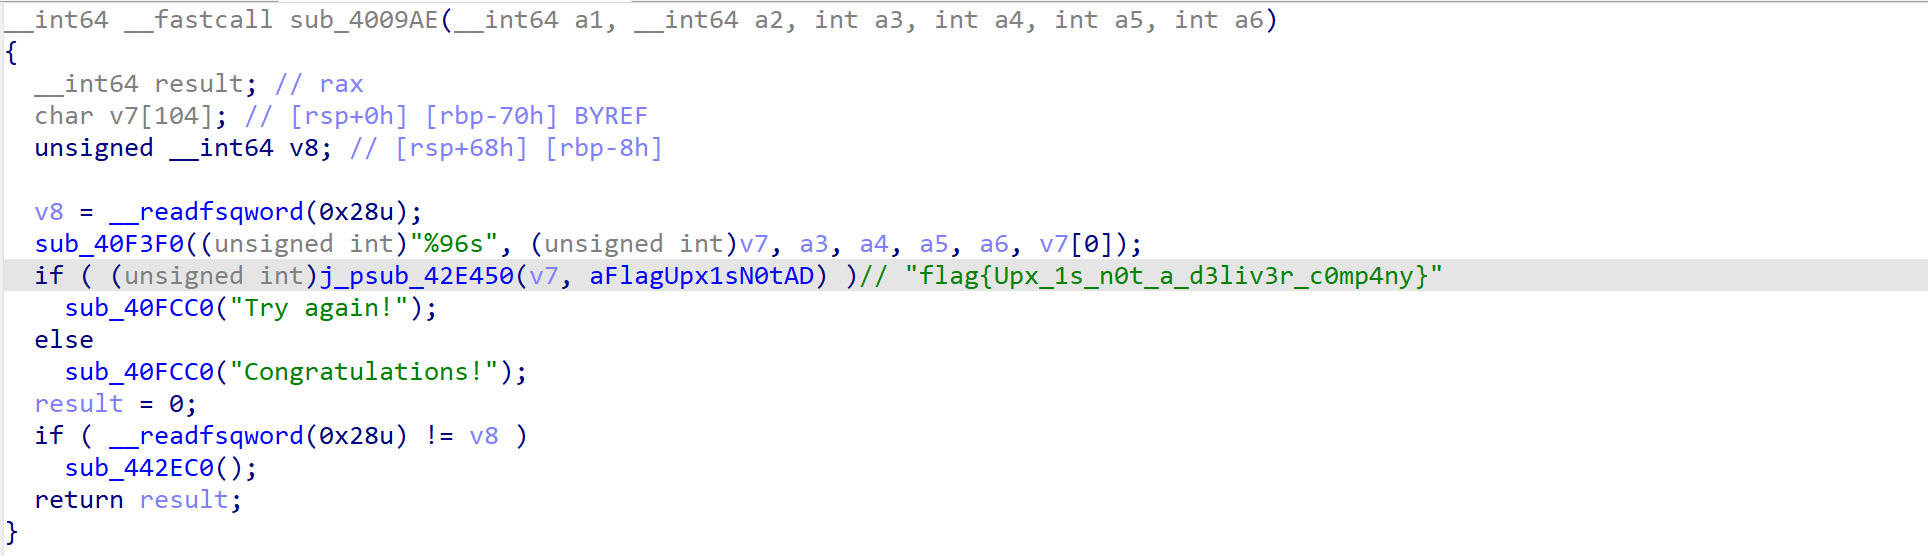 __int64 __fastcall sub_4009AE(__int64 a1, __int64 a2, int a3, int a4, int a5, int a6)
{
  __int64 result; // rax
  char v7[104]; // [rsp+0h] [rbp-70h] BYREF
  unsigned __int64 v8; // [rsp+68h] [rbp-8h]

  v8 = __readfsqword(0x28u);
  sub_40F3F0((unsigned int)"%96s", (unsigned int)v7, a3, a4, a5, a6, v7[0]);
  if ( (unsigned int)j_psub_42E450(v7, aFlagUpx1sN0tAD) )// "flag{Upx_1s_n0t_a_d3liv3r_c0mp4ny}"
    sub_40FCC0("Try again!");
  else
    sub_40FCC0("Congratulations!");
  result = 0;
  if ( __readfsqword(0x28u) != v8 )
    sub_442EC0();
  return result;
}